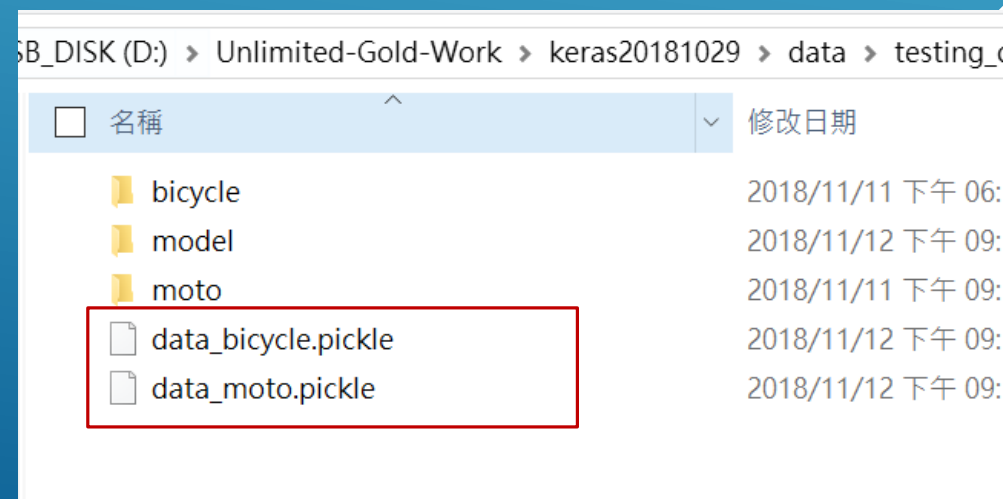 SB_DISK (D:) > Unlimited-Gold-Work > keras20181029 > data > testing_
名稱 修改日期
bicycle 2018/11/11 下午 06:
model 2018/11/12 下午 09:
moto 2018/11/11 下午 09:
data_bicycle.pickle 2018/11/12 下午 09:
data_moto.pickle 2018/11/12 下午 09: